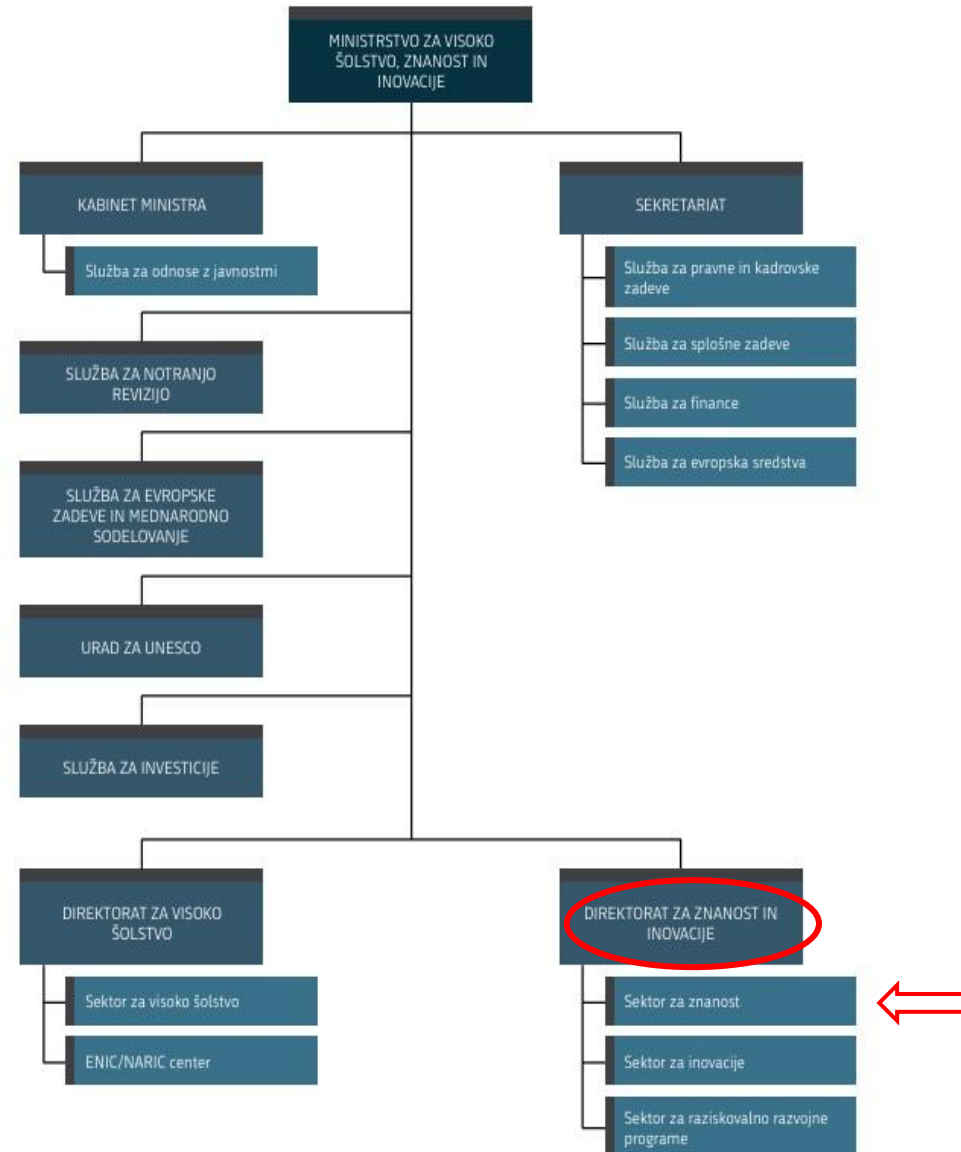 MINISTRSTVO ZA VISOKO
ŠOLSTVO, ZNANOST IN
INOVACIJE
KABINET MINISTRA
Služba za odnose z javnostmi
SEKRETARIAT
Služba za pravne in kadrovske
zadeve
Služba za splošne zadeve
Služba za finance
Služba za evropska sredstva
SLUŽBA ZA NOTRANJO
REVIZIJO
SLUŽBA ZA EVROPSKE
ZADEVE IN MEDNARODNO
SODELOVANJE
URAD ZA UNESCO
SLUŽBA ZA INVESTICIJE
DIREKTORAT ZA VISOKO
ŠOLSTVO
Sektor za visoko šolstvo
ENIC/NARIC center
DIREKTORAT ZA ZNANOST IN
INOVACIJE
Sektor za znanost
Sektor za inovacije
Sektor za raziskovalno razvojne
programe